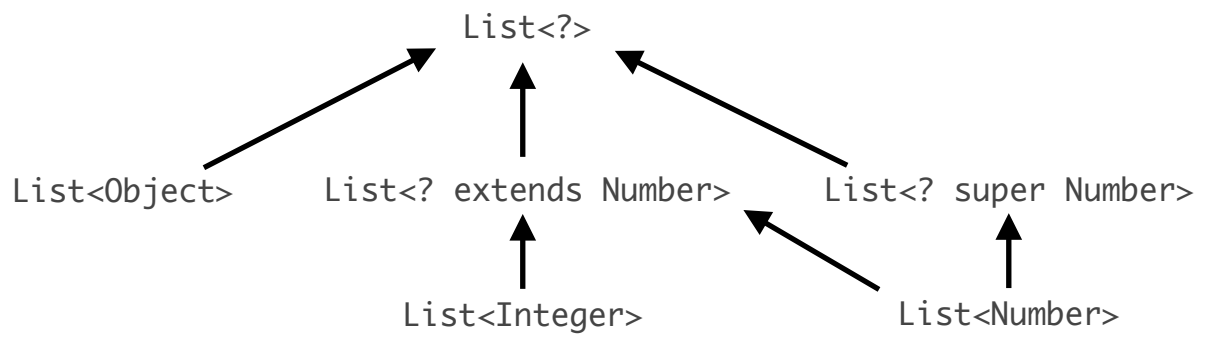 List<?>
List<Object> List<? extends Number> List<? super Number>
List<Integer> List<Number>